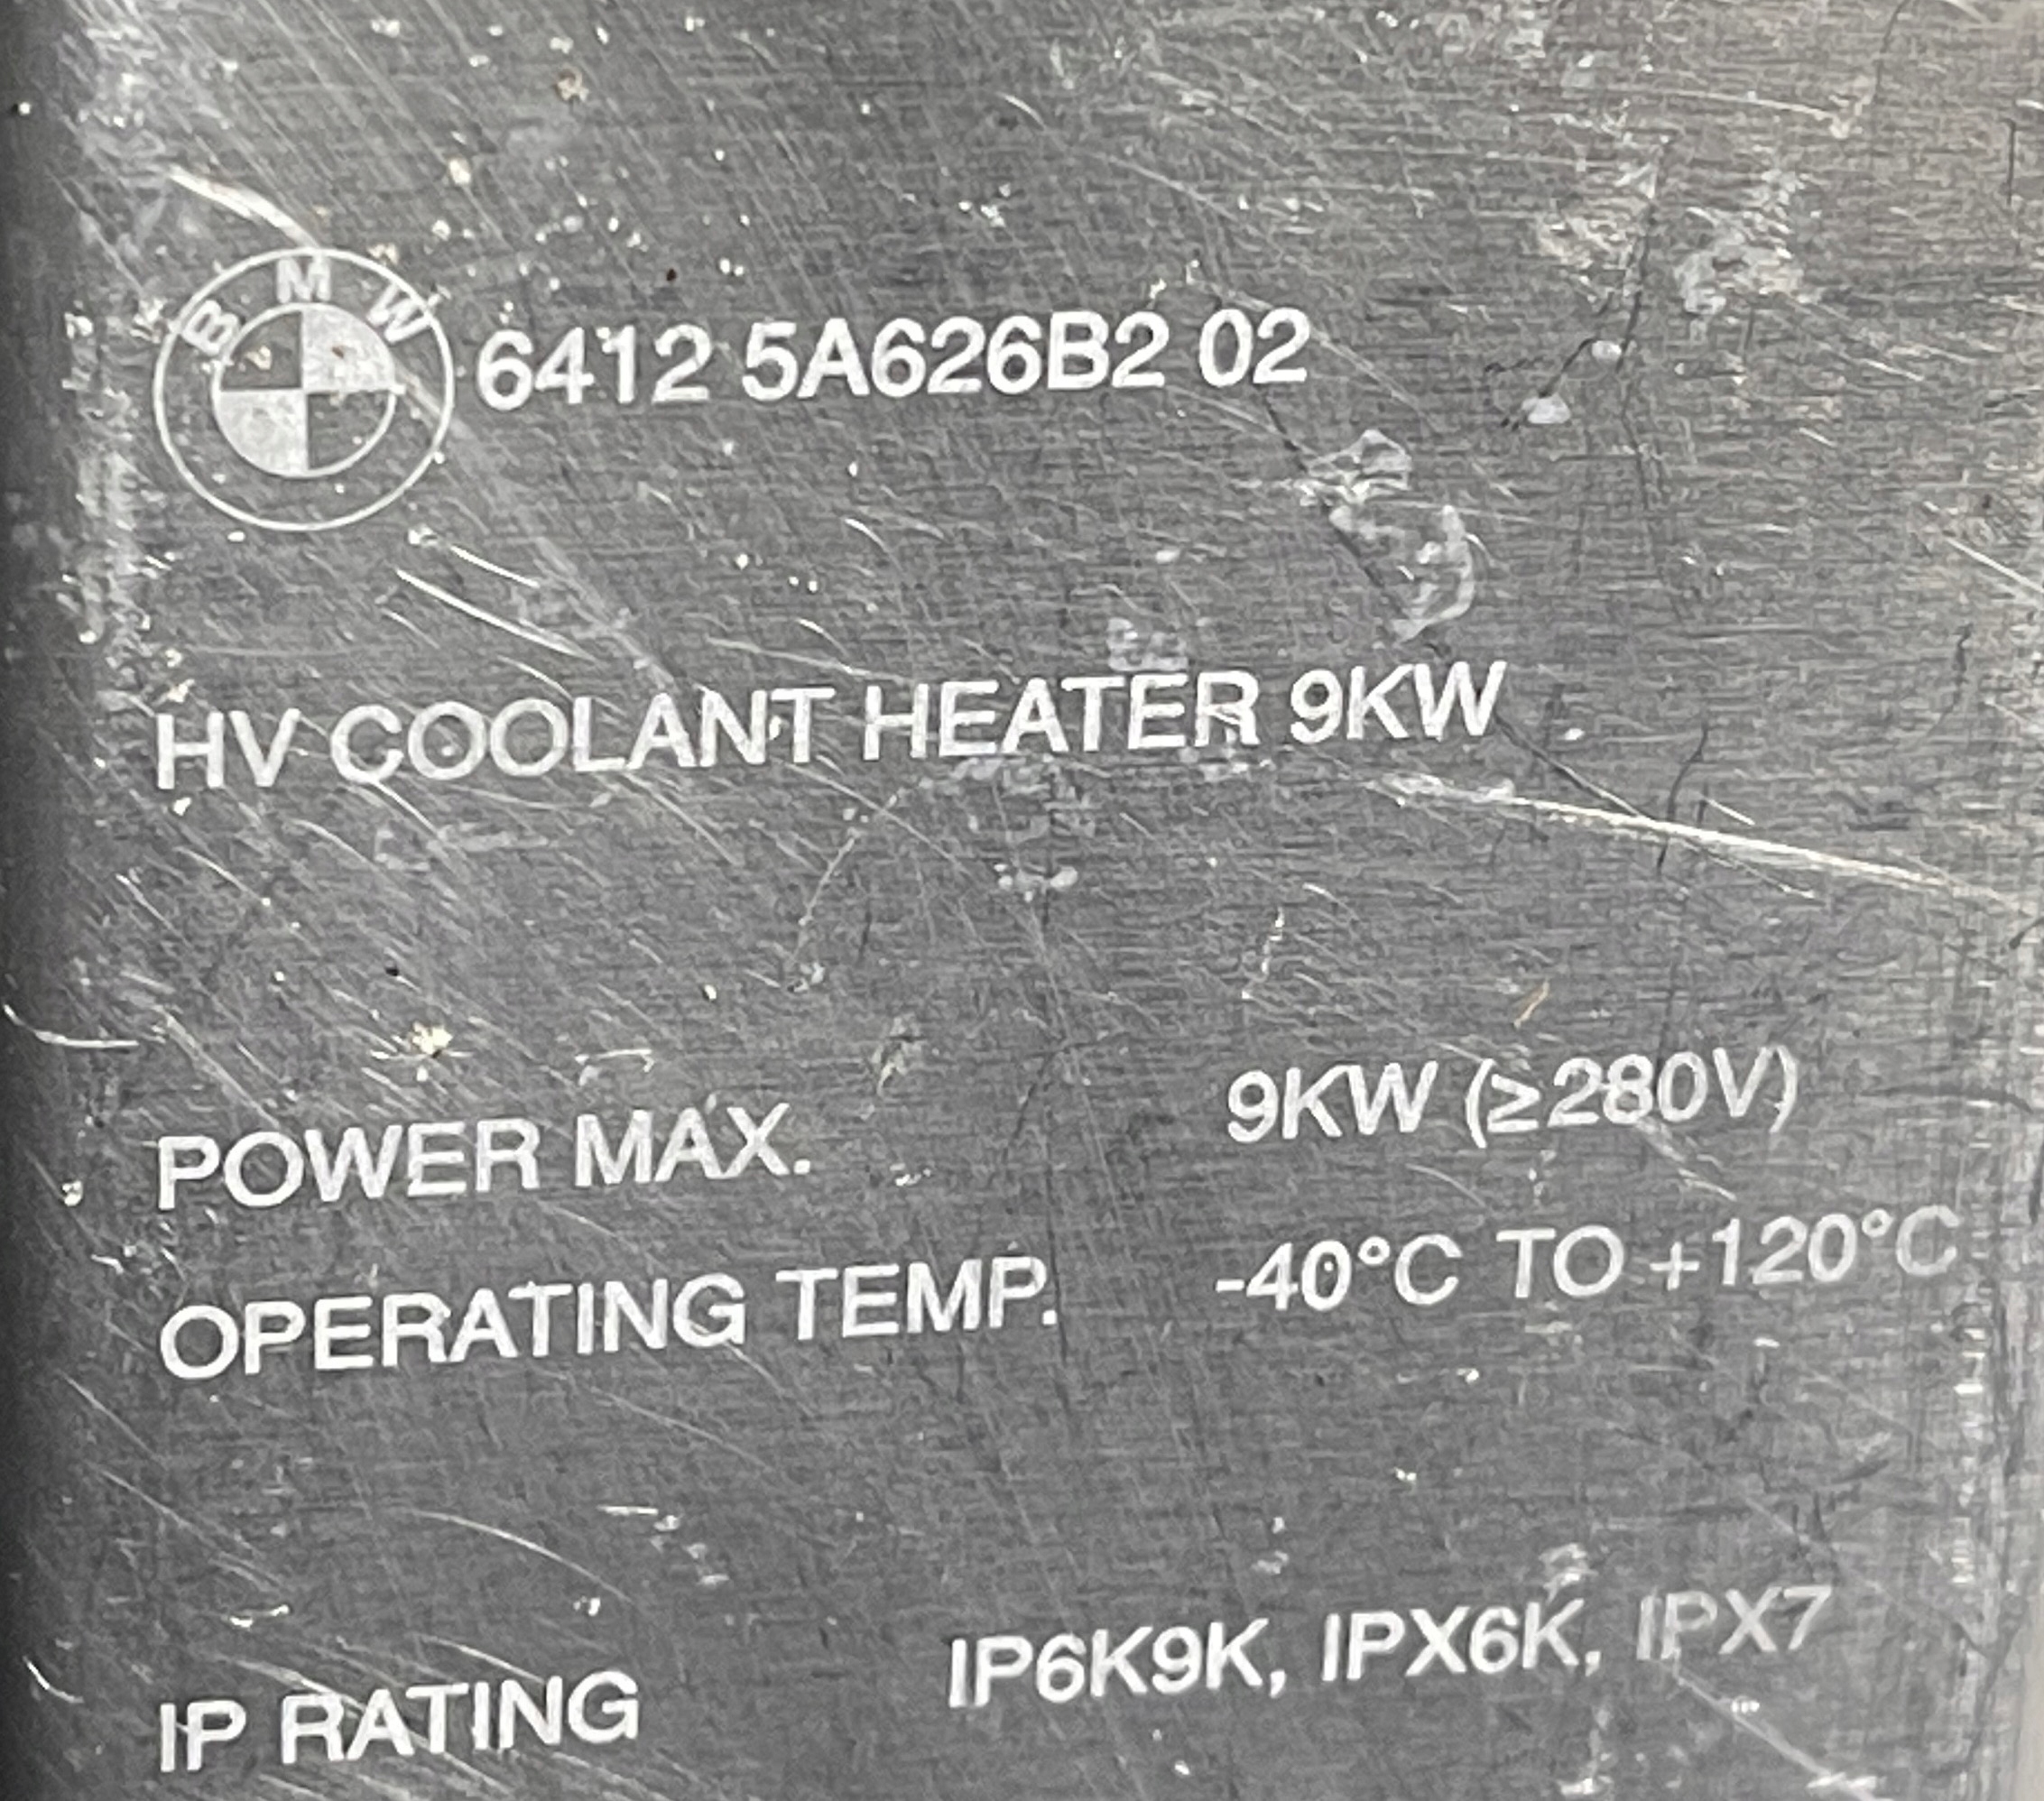 BMW 6412 5A626B2 02
HV COOLANT HEATER 9KW
POWER MAX. 9KW (≥280V)
OPERATING TEMP. -40°C TO +120°C
IP RATING IP6K9K, IPX6K, IPX7